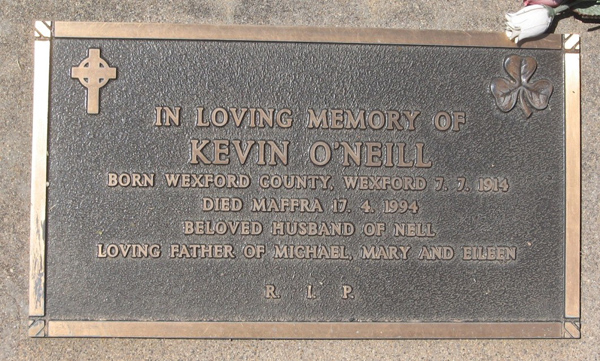 IN LOVING MEMORY OF
KEVIN O'NEILL
BORN WEXFORD COUNTY, WEXFORD 7. 7. 1914
DIED MAFFRA 17. 4. 1994
BELOVED HUSBAND OF NELL
LOVING FATHER OF MICHAEL, MARY AND EILEEN
R. I. P.